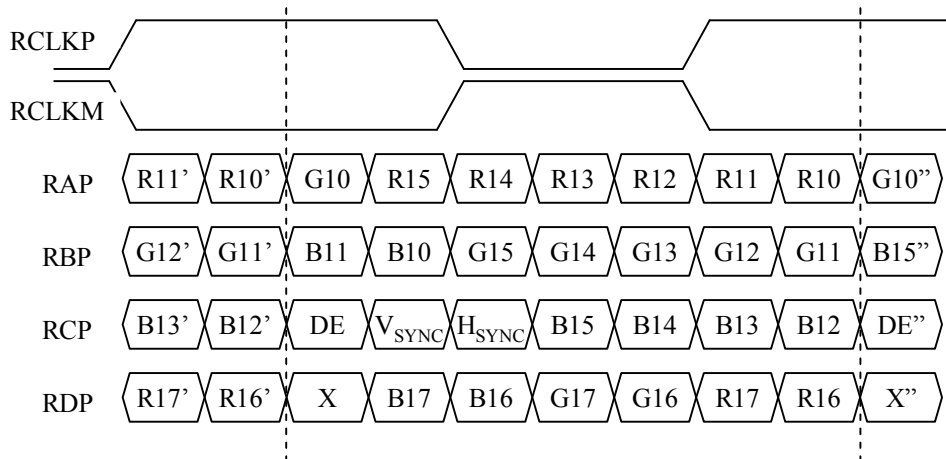 RCLKP
RCLKM
RAP R11’ R10’ G10 R15 R14 R13 R12 R11 R10 G10”
RBP G12’ G11’ B11 B10 G15 G14 G13 G12 G11 B15”
RCP B13’ B12’ DE VSYNC HSYNC B15 B14 B13 B12 DE”
RDP R17’ R16’ X B17 B16 G17 G16 R17 R16 X”